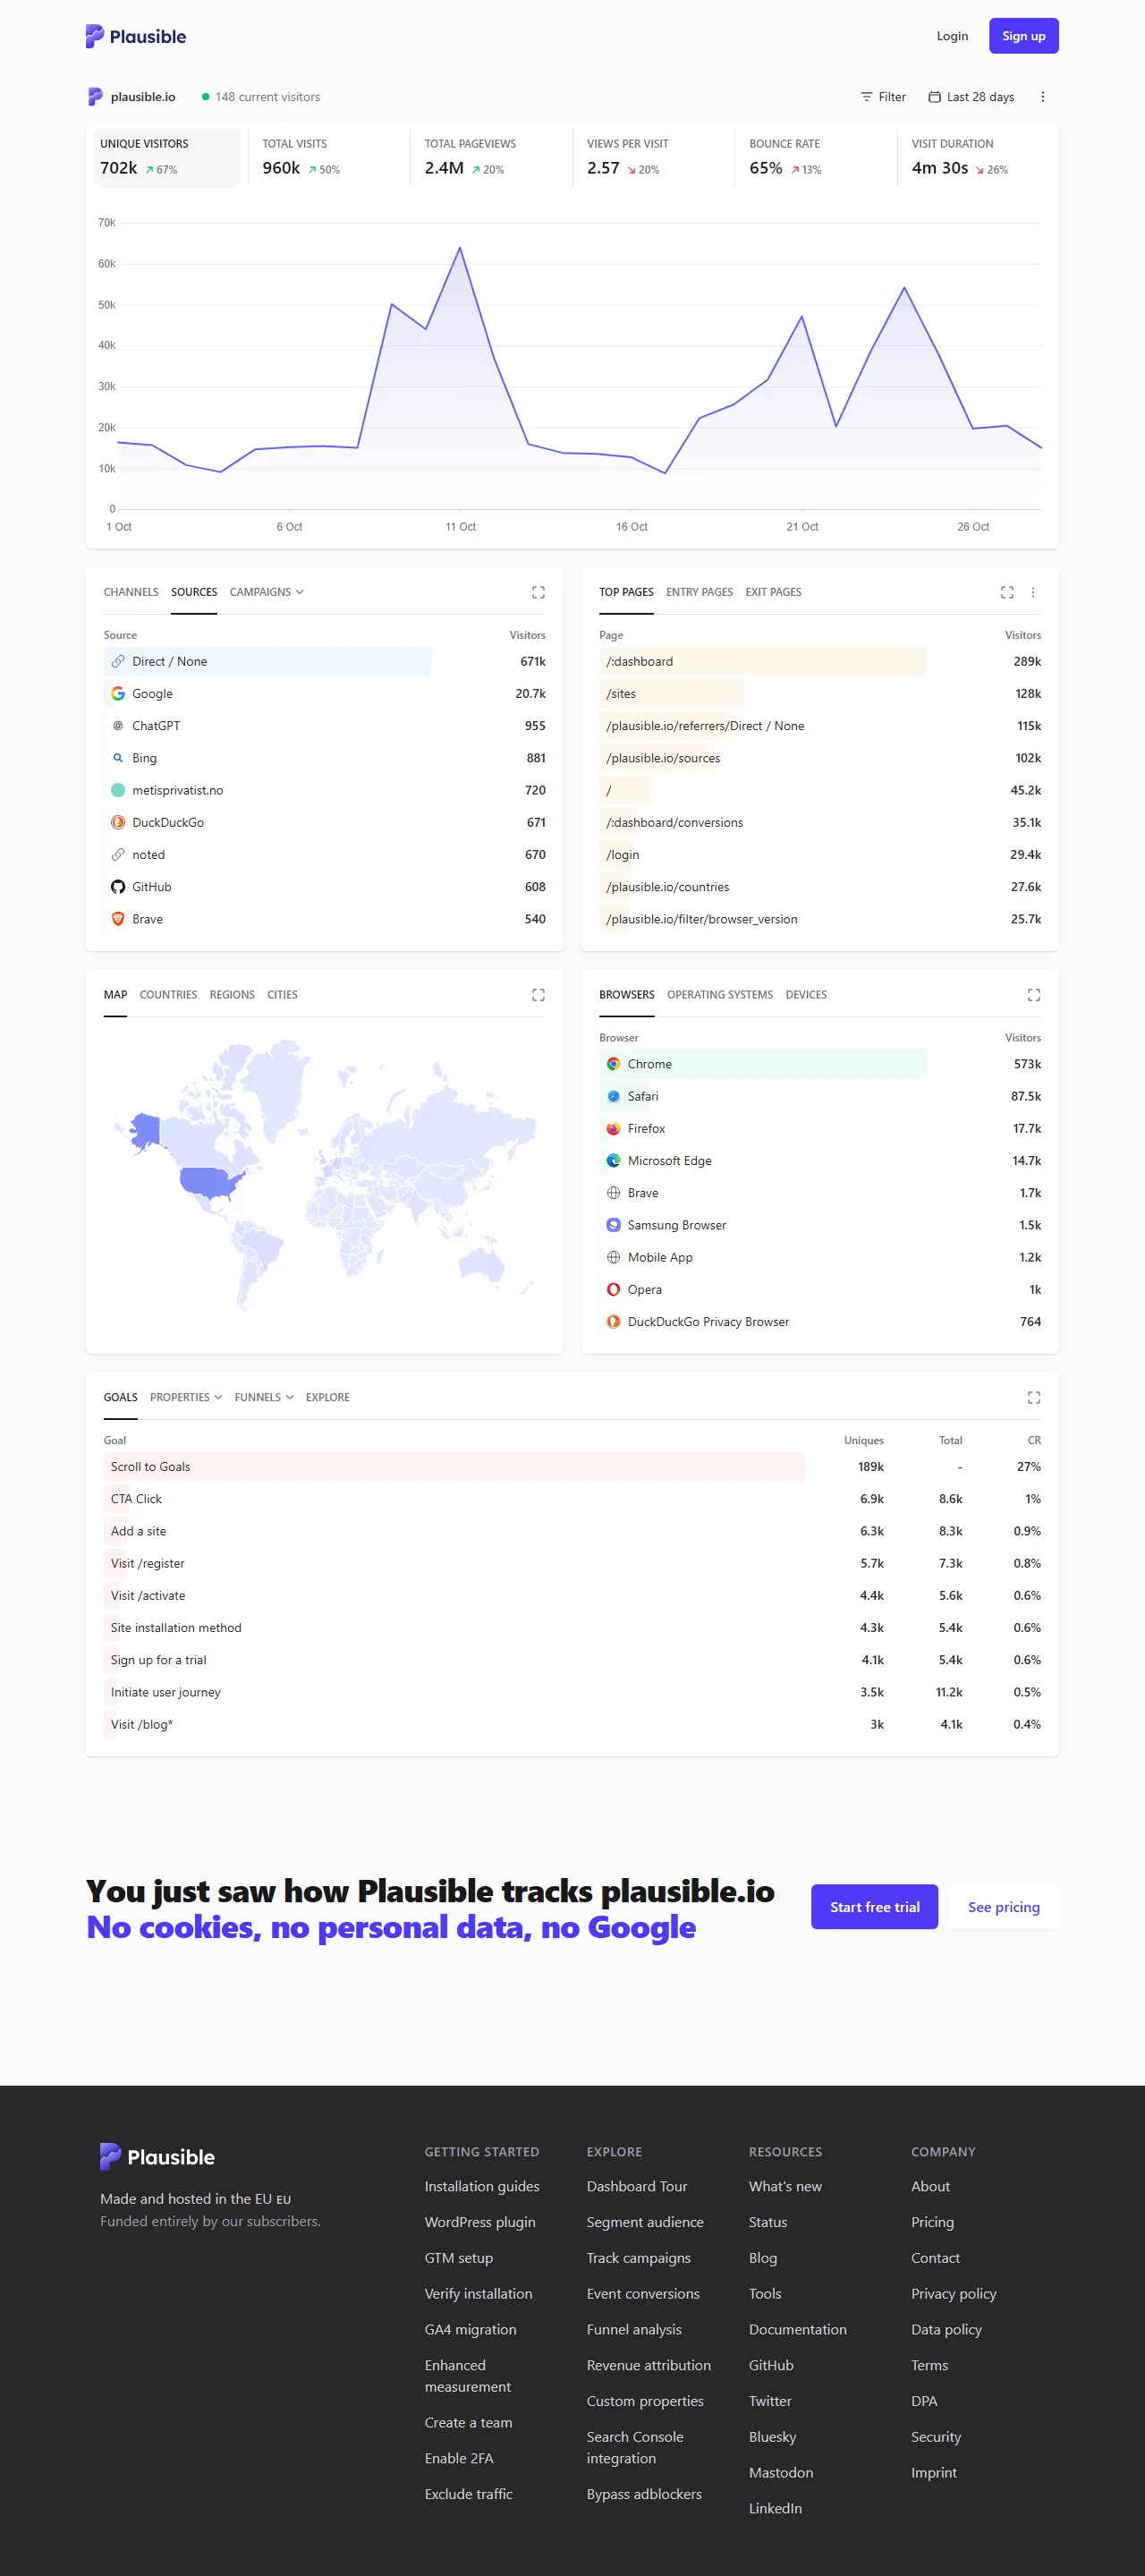 Plausible
Login
Sign up
plausible.io
148 current visitors
Filter
Last 28 days
UNIQUE VISITORS
702k 67%
TOTAL VISITS
960k 50%
TOTAL PAGEVIEWS
2.4M 20%
VIEWS PER VISIT
2.57 20%
BOUNCE RATE
65% 13%
VISIT DURATION
4m 30s 26%
70k
60k
50k
40k
30k
20k
10k
0
1 Oct
6 Oct
11 Oct
16 Oct
21 Oct
26 Oct
CHANNELS SOURCES CAMPAIGNS
Source Visitors
Direct / None 671k
Google 20.7k
ChatGPT 955
Bing 881
metisprivatist.no 720
DuckDuckGo 671
noted 670
GitHub 608
Brave 540
TOP PAGES ENTRY PAGES EXIT PAGES
Page Visitors
/:dashboard 289k
/sites 128k
/plausible.io/referrers/Direct / None 115k
/plausible.io/sources 102k
/ 45.2k
/:dashboard/conversions 35.1k
/login 29.4k
/plausible.io/countries 27.6k
/plausible.io/filter/browser_version 25.7k
MAP COUNTRIES REGIONS CITIES
BROWSERS OPERATING SYSTEMS DEVICES
Browser Visitors
Chrome 573k
Safari 87.5k
Firefox 17.7k
Microsoft Edge 14.7k
Brave 1.7k
Samsung Browser 1.5k
Mobile App 1.2k
Opera 1k
DuckDuckGo Privacy Browser 764
GOALS PROPERTIES FUNNELS EXPLORE
Goal Uniques Total CR
Scroll to Goals 189k - 27%
CTA Click 6.9k 8.6k 1%
Add a site 6.3k 8.3k 0.9%
Visit /register 5.7k 7.3k 0.8%
Visit /activate 4.4k 5.6k 0.6%
Site installation method 4.3k 5.4k 0.6%
Sign up for a trial 4.1k 5.4k 0.6%
Initiate user journey 3.5k 11.2k 0.5%
Visit /blog* 3k 4.1k 0.4%
You just saw how Plausible tracks plausible.io
No cookies, no personal data, no Google
Start free trial
See pricing
Plausible
Made and hosted in the EU EU
Funded entirely by our subscribers.
GETTING STARTED
Installation guides
WordPress plugin
GTM setup
Verify installation
GA4 migration
Enhanced
measurement
Create a team
Enable 2FA
Exclude traffic
EXPLORE
Dashboard Tour
Segment audience
Track campaigns
Event conversions
Funnel analysis
Revenue attribution
Custom properties
Search Console
integration
Bypass adblockers
RESOURCES
What's new
Status
Blog
Tools
Documentation
GitHub
Twitter
Bluesky
Mastodon
LinkedIn
COMPANY
About
Pricing
Contact
Privacy policy
Data policy
Terms
DPA
Security
Imprint